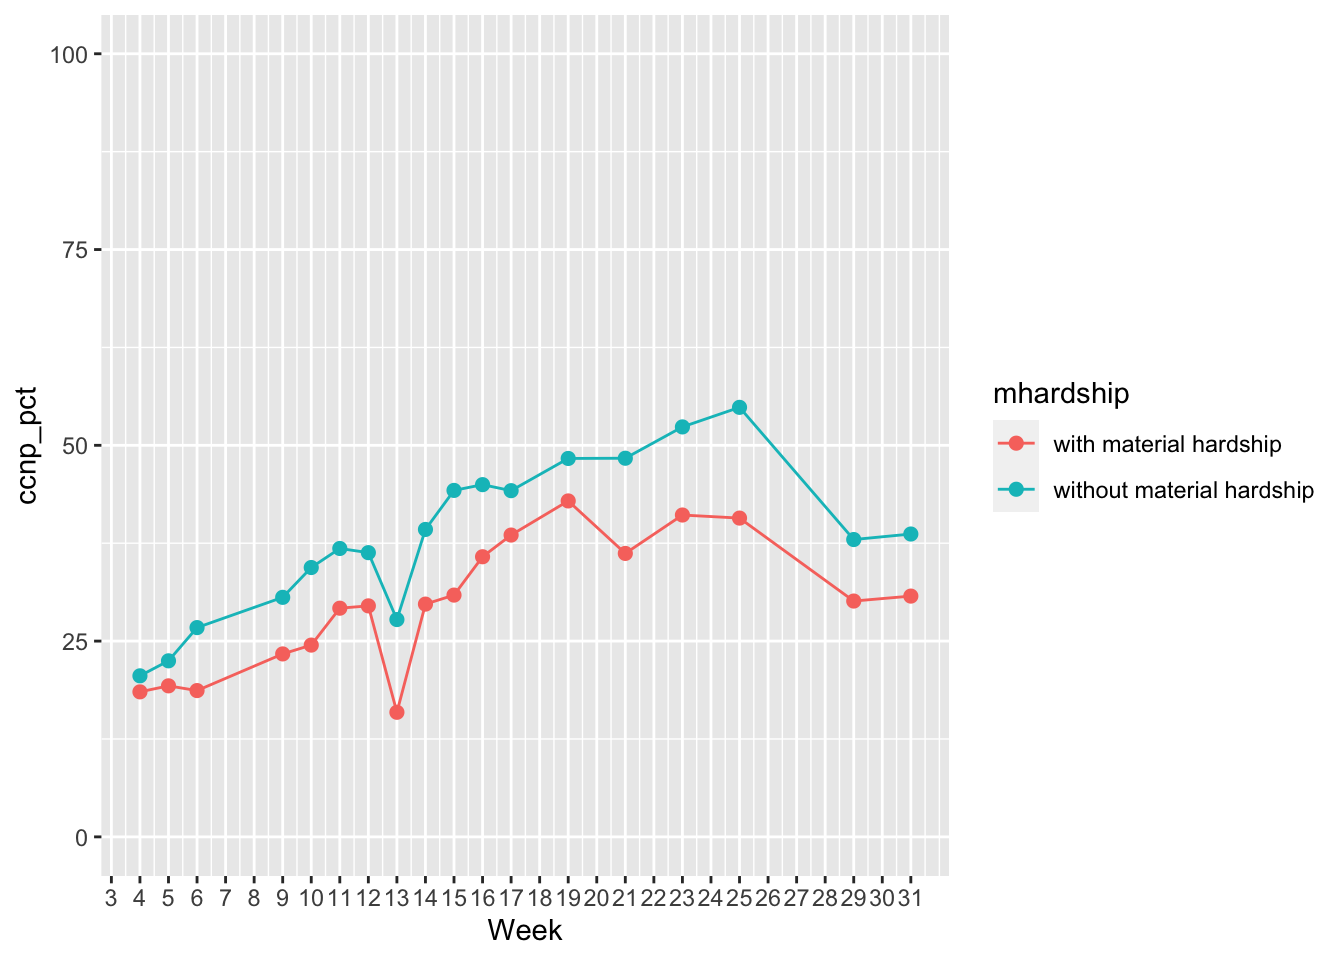 100
75
50
25
0
ccnp_pct
3 4 5 6 7 8 9 10 11 12 13 14 15 16 17 18 19 20 21 22 23 24 25 26 27 28 29 30 31
Week
mhardship
with material hardship
without material hardship